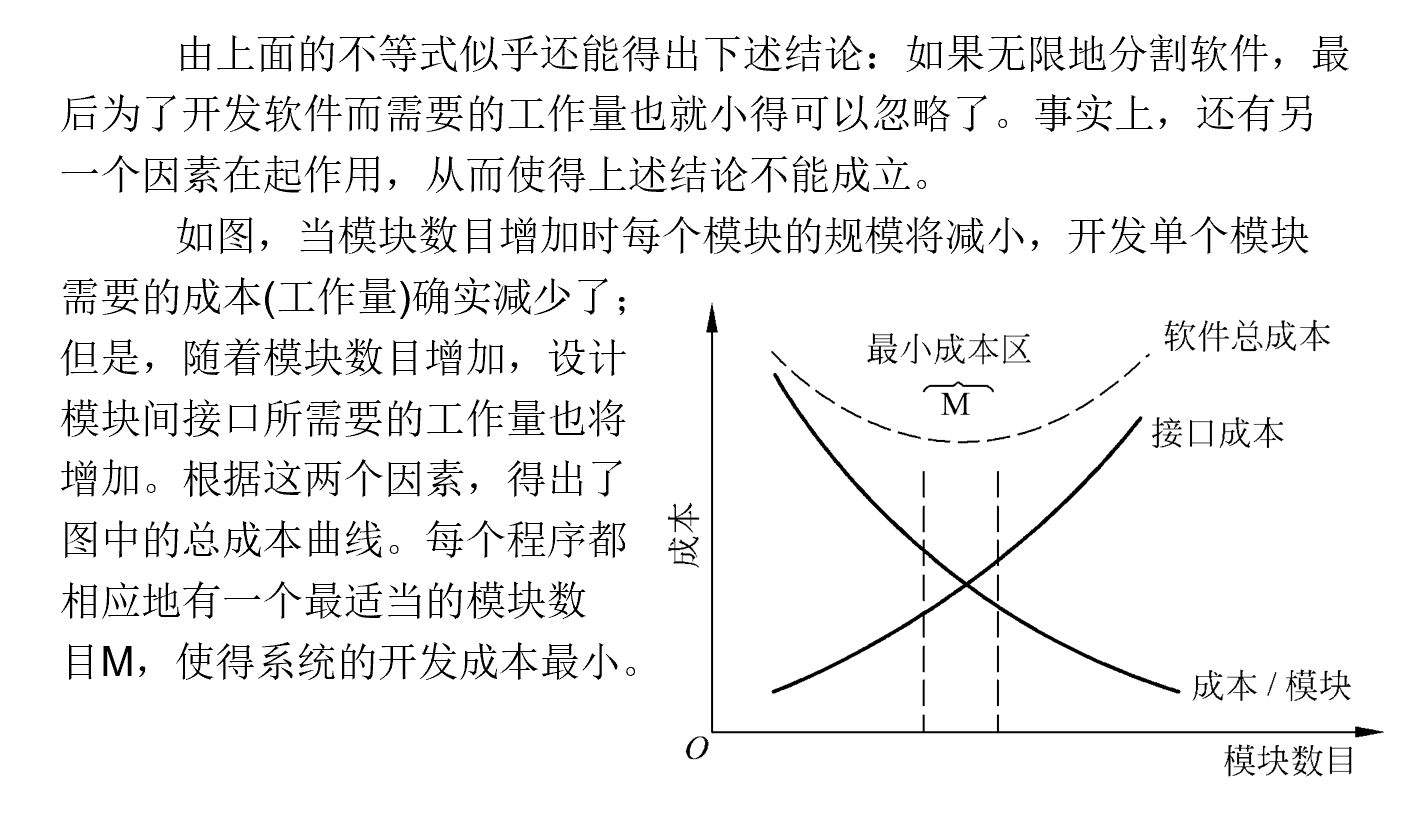 由上面的不等式似乎还能得出下述结论：如果无限地分割软件，最
后为了开发软件而需要的工作量也就小得可以忽略了。事实上，还有另
一个因素在起作用，从而使得上述结论不能成立。
如图，当模块数目增加时每个模块的规模将减小，开发单个模块
需要的成本(工作量)确实减少了；
但是，随着模块数目增加，设计
模块间接口所需要的工作量也将
增加。根据这两个因素，得出了
图中的总成本曲线。每个程序都
相应地有一个最适当的模块数
目M，使得系统的开发成本最小。
软件总成本
最小成本区
M
接口成本
成本
成本 / 模块
O
模块数目